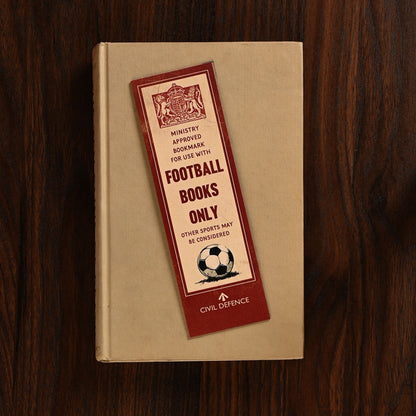 MINISTRY
APPROVED
BOOKMARK
FOR USE WITH
FOOTBALL
BOOKS
ONLY
OTHER SPORTS MAY
BE CONSIDERED
CIVIL DEFENCE